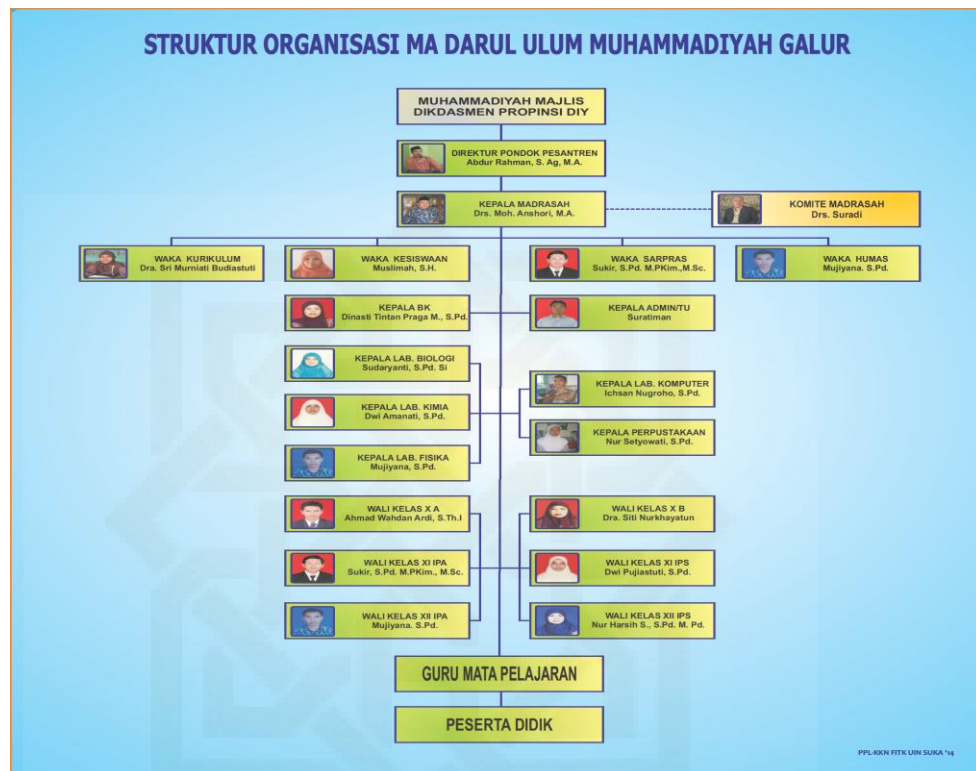 STRUKTUR ORGANISASI MA DARUL ULUM MUHAMMADIYAH GALUR
MUHAMMADIYAH MAJLIS
DIKDASMEN PROPINSI DIY
DIREKTUR PONDOK PESANTREN
Abdur Rahman, S. Ag, M.A.
KEPALA MADRASAH
Drs. Moh. Anshori, M.A.
KOMITE MADRASAH
Drs. Suradi
WAKA KURIKULUM
Dra. Sri Murniati Budiastuti
WAKA KESISWAAN
Muslimah, S.H.
WAKA SARPRAS
Sukir, S.Pd. M.PKim.,M.Sc.
WAKA HUMAS
Mujiyana. S.Pd.
KEPALA BK
Dinasti Tintan Praga M., S.Pd.
KEPALA ADMIN/TU
Suratiman
KEPALA LAB. BIOLOGI
Sudaryanti, S.Pd. Si
KEPALA LAB. KOMPUTER
Ichsan Nugroho, S.Pd.
KEPALA LAB. KIMIA
Dwi Amanati, S.Pd.
KEPALA PERPUSTAKAAN
Nur Setyowati, S.Pd.
KEPALA LAB. FISIKA
Mujiyana, S.Pd.
WALI KELAS X A
Ahmad Wahdan Ardi, S.Th.I
WALI KELAS X B
Dra. Siti Nurkhayatun
WALI KELAS XI IPA
Sukir, S.Pd. M.PKim., M.Sc.
WALI KELAS XI IPS
Dwi Pujiastuti, S.Pd.
WALI KELAS XII IPA
Mujiyana. S.Pd.
WALI KELAS XII IPS
Nur Harsih S., S.Pd. M. Pd.
GURU MATA PELAJARAN
PESERTA DIDIK
PPL-KKN FITK UIN SUKA '14